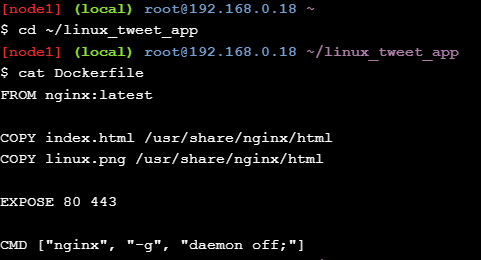 [node1] (local) root@192.168.0.18 ~
$ cd ~/linux_tweet_app
[node1] (local) root@192.168.0.18 ~/linux_tweet_app
$ cat Dockerfile
FROM nginx:latest
COPY index.html /usr/share/nginx/html
COPY linux.png /usr/share/nginx/html
EXPOSE 80 443
CMD ["nginx", "-g", "daemon off;"]